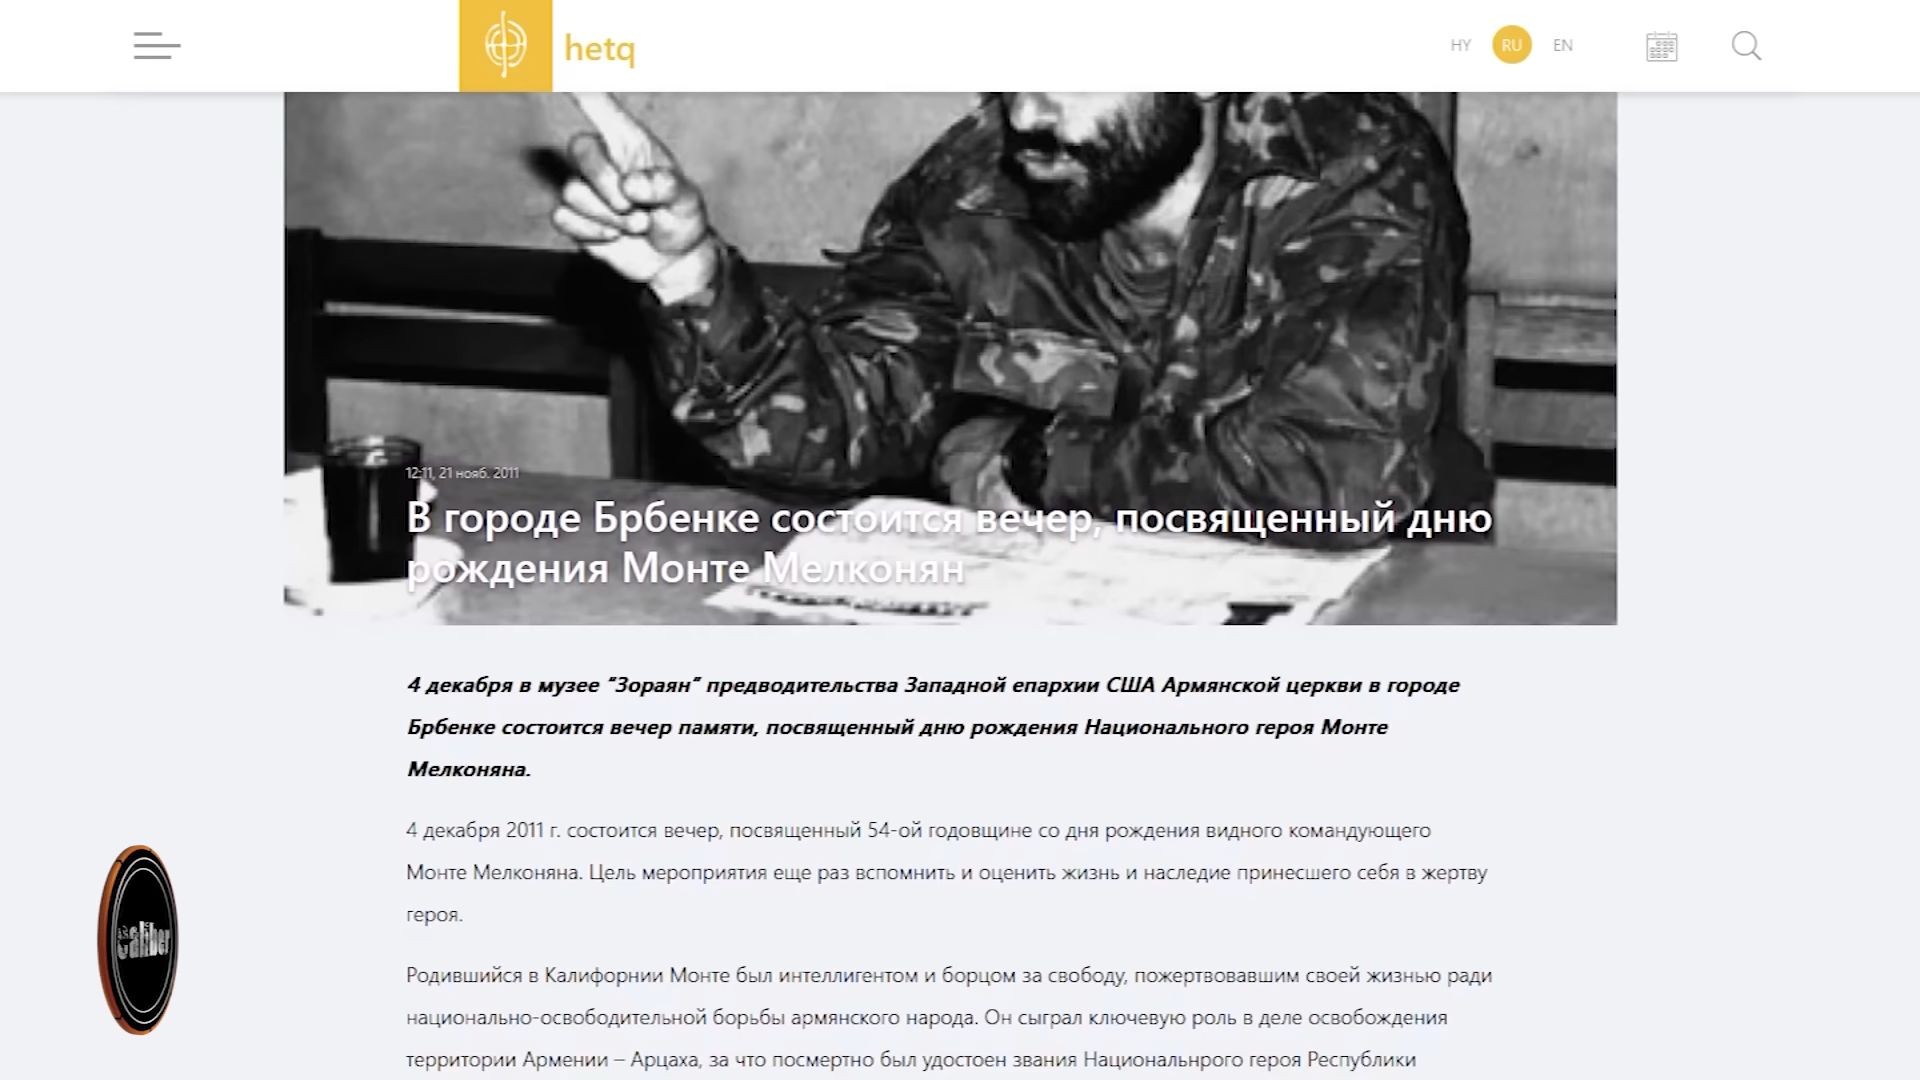 hetq
HY RU EN
12:11, 21 нояб. 2011
В городе Брбенке состоится вечер, посвященный дню
рождения Монте Мелконян
4 декабря в музее “Зораян” предводительства Западной епархии США Армянской церкви в городе
Брбенке состоится вечер памяти, посвященный дню рождения Национального героя Монте
Мелконяна.
4 декабря 2011 г. состоится вечер, посвященный 54-ой годовщине со дня рождения видного командующего
Монте Мелконяна. Цель мероприятия еще раз вспомнить и оценить жизнь и наследие принесшего себя в жертву
героя.
Родившийся в Калифорнии Монте был интеллигентом и борцом за свободу, пожертвовавшим своей жизнью ради
национально-освободительной борьбы армянского народа. Он сыграл ключевую роль в деле освобождения
территории Армении – Арцаха, за что посмертно был удостоен звания Национальнрого героя Республики
caliber